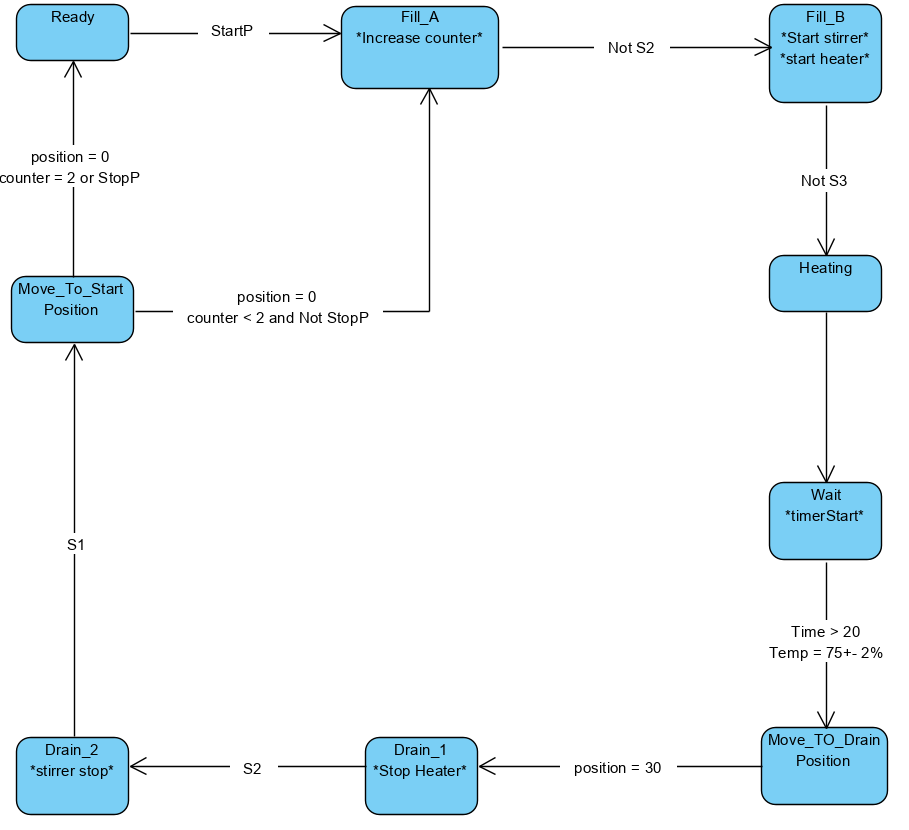 Ready
StartP
Fill_A
*Increase counter*
Not S2
Fill_B
*Start stirrer*
*start heater*
position = 0
counter = 2 or StopP
Not S3
Move_To_Start
Position
position = 0
counter < 2 and Not StopP
Heating
Wait
*timerStart*
S1
Time > 20
Temp = 75+- 2%
Drain_2
*stirrer stop*
S2
Drain_1
*Stop Heater*
position = 30
Move_TO_Drain
Position